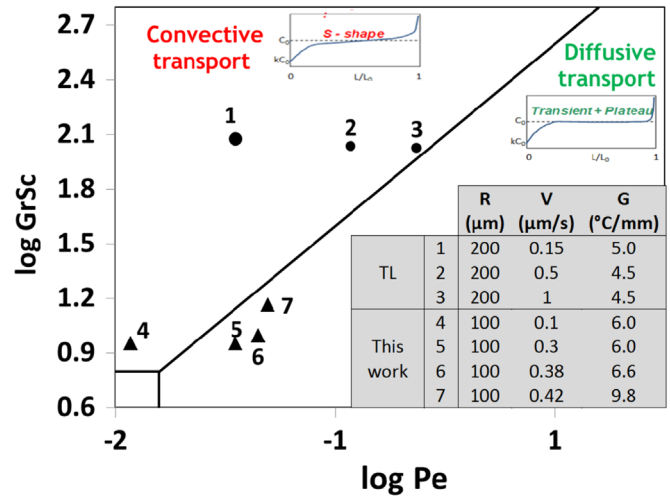 2.7
2.4
2.1
1.8
1.5
1.2
0.9
0.6
log GrSc
-2
-1
1
log Pe
Convective
transport
S - shape
C₀
kC₀
0
1
L/L₀
Diffusive
transport
Transient + Plateau
C₀
kC₀
0
1
L/L₀
1
2
3
4
5
6
7
R V G
(μm) (μm/s) (°C/mm)
TL
1 200 0.15 5.0
2 200 0.5 4.5
3 200 1 4.5
This
work
4 100 0.1 6.0
5 100 0.3 6.0
6 100 0.38 6.6
7 100 0.42 9.8